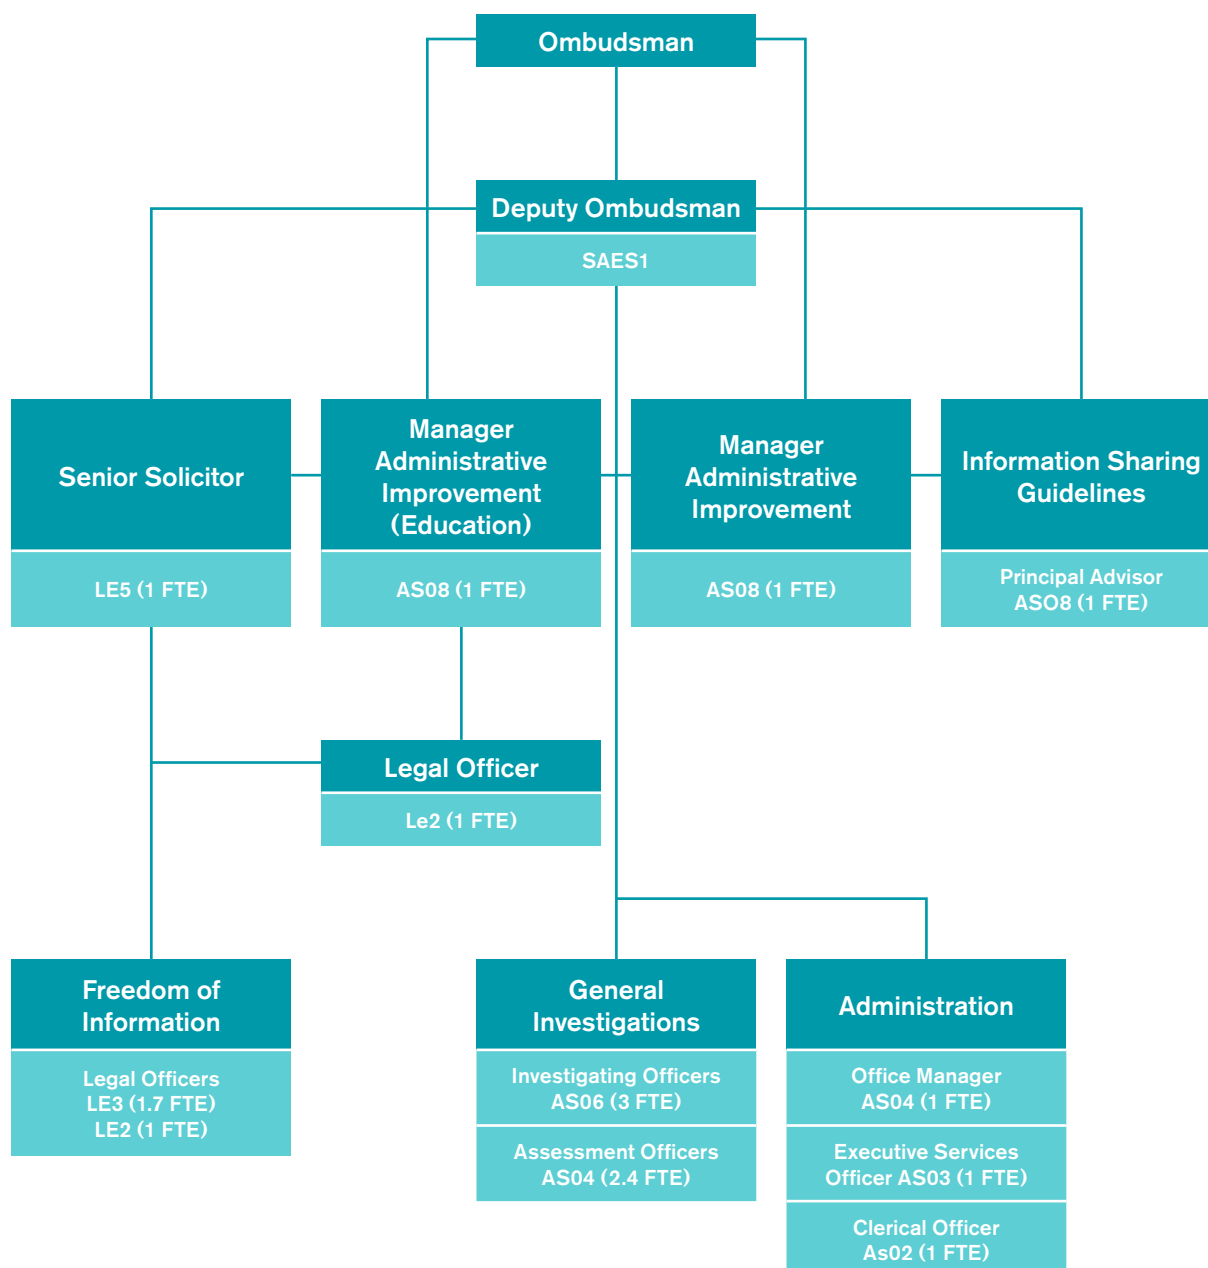 Ombudsman
Deputy Ombudsman
SAES1
Senior Solicitor
LE5 (1 FTE)
Manager
Administrative
Improvement
(Education)
AS08 (1 FTE)
Manager
Administrative
Improvement
AS08 (1 FTE)
Information Sharing
Guidelines
Principal Advisor
ASO8 (1 FTE)
Legal Officer
Le2 (1 FTE)
Freedom of
Information
Legal Officers
LE3 (1.7 FTE)
LE2 (1 FTE)
General
Investigations
Investigating Officers
AS06 (3 FTE)
Assessment Officers
AS04 (2.4 FTE)
Administration
Office Manager
AS04 (1 FTE)
Executive Services
Officer AS03 (1 FTE)
Clerical Officer
As02 (1 FTE)